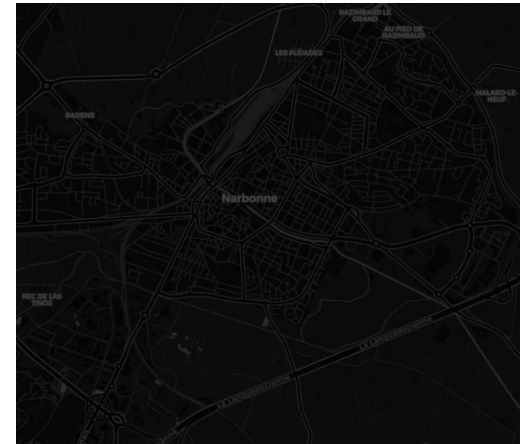 RAZIMBAUD LE
GRAND
AU PIED DE
RAZIMBAUD
LES PLÉIADES
MALARD-LE-
NEUF
BADENS
Narbonne
REC DE LAS
TINOS
La Languedocienne
La Languedocienne